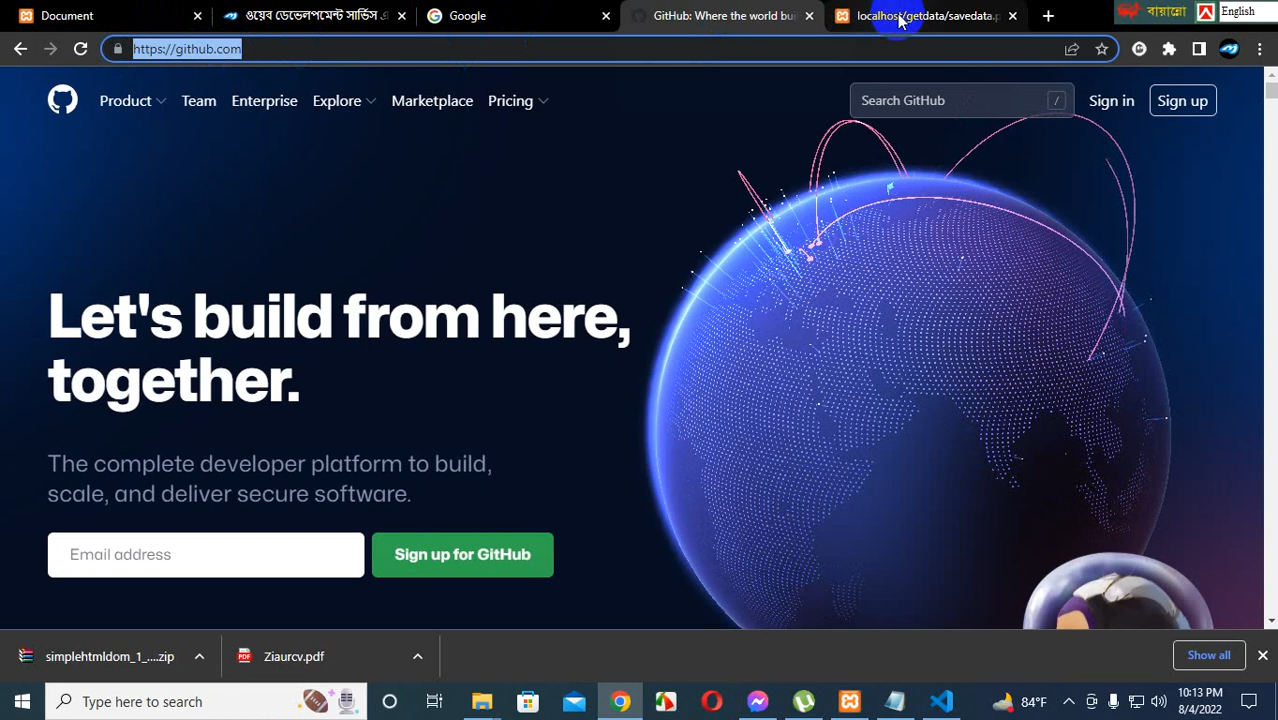 Document
ওয়েব ডেভেলপমেন্ট সার্ভিস এ
Google
GitHub: Where the world bu
localhost/getdata/savedata.p
বায়ান্নো
English
https://github.com
Product
Team
Enterprise
Explore
Marketplace
Pricing
Search GitHub
/
Sign in
Sign up
Let's build from here,
together.
The complete developer platform to build,
scale, and deliver secure software.
Email address
Sign up for GitHub
simplehtmldom_1_....zip
Ziaurcv.pdf
Show all
Type here to search
84°F
10:13 PM
8/4/2022